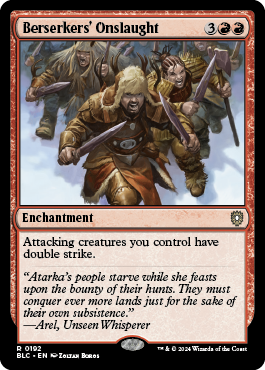 Berserkers' Onslaught 3
Enchantment
Attacking creatures you control have
double strike.
“Atarka's people starve while she feasts
upon the bounty of their hunts. They must
conquer ever more lands just for the sake of
their own subsistence.”
—Arel, Unseen Whisperer
R 0192
BLC • EN Zoltan Boros
™ & © 2024 Wizards of the Coast